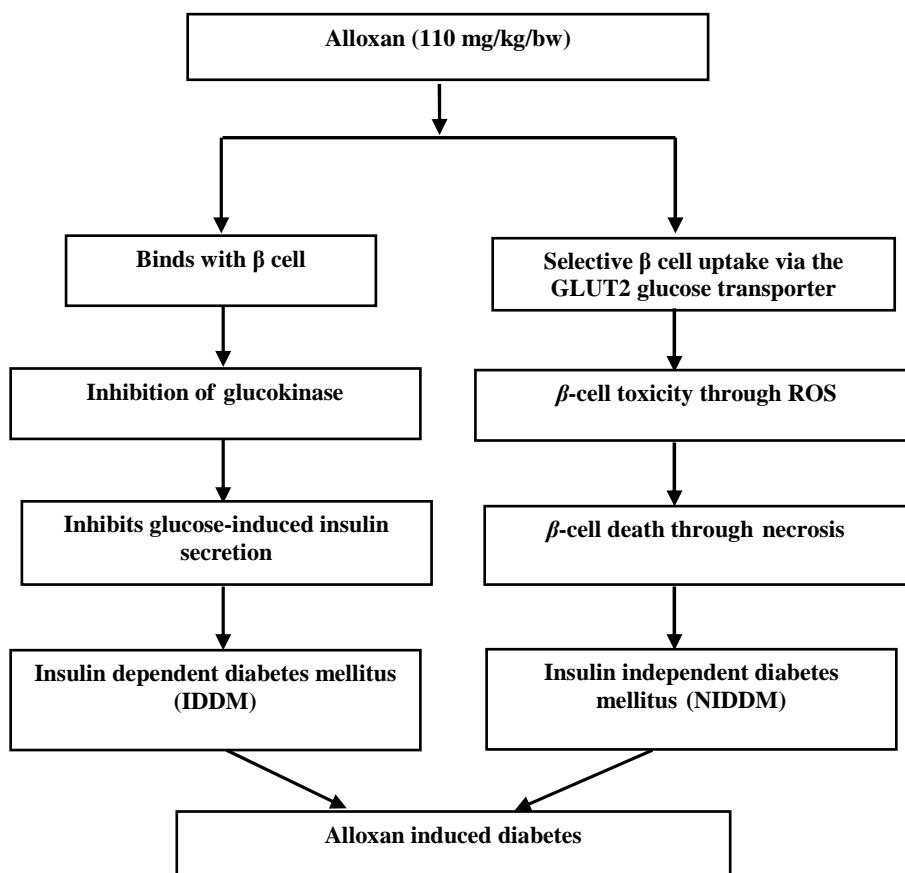 Alloxan (110 mg/kg/bw)
Binds with β cell
Selective β cell uptake via the
GLUT2 glucose transporter
Inhibition of glucokinase
β-cell toxicity through ROS
Inhibits glucose-induced insulin
secretion
β-cell death through necrosis
Insulin dependent diabetes mellitus
(IDDM)
Insulin independent diabetes
mellitus (NIDDM)
Alloxan induced diabetes